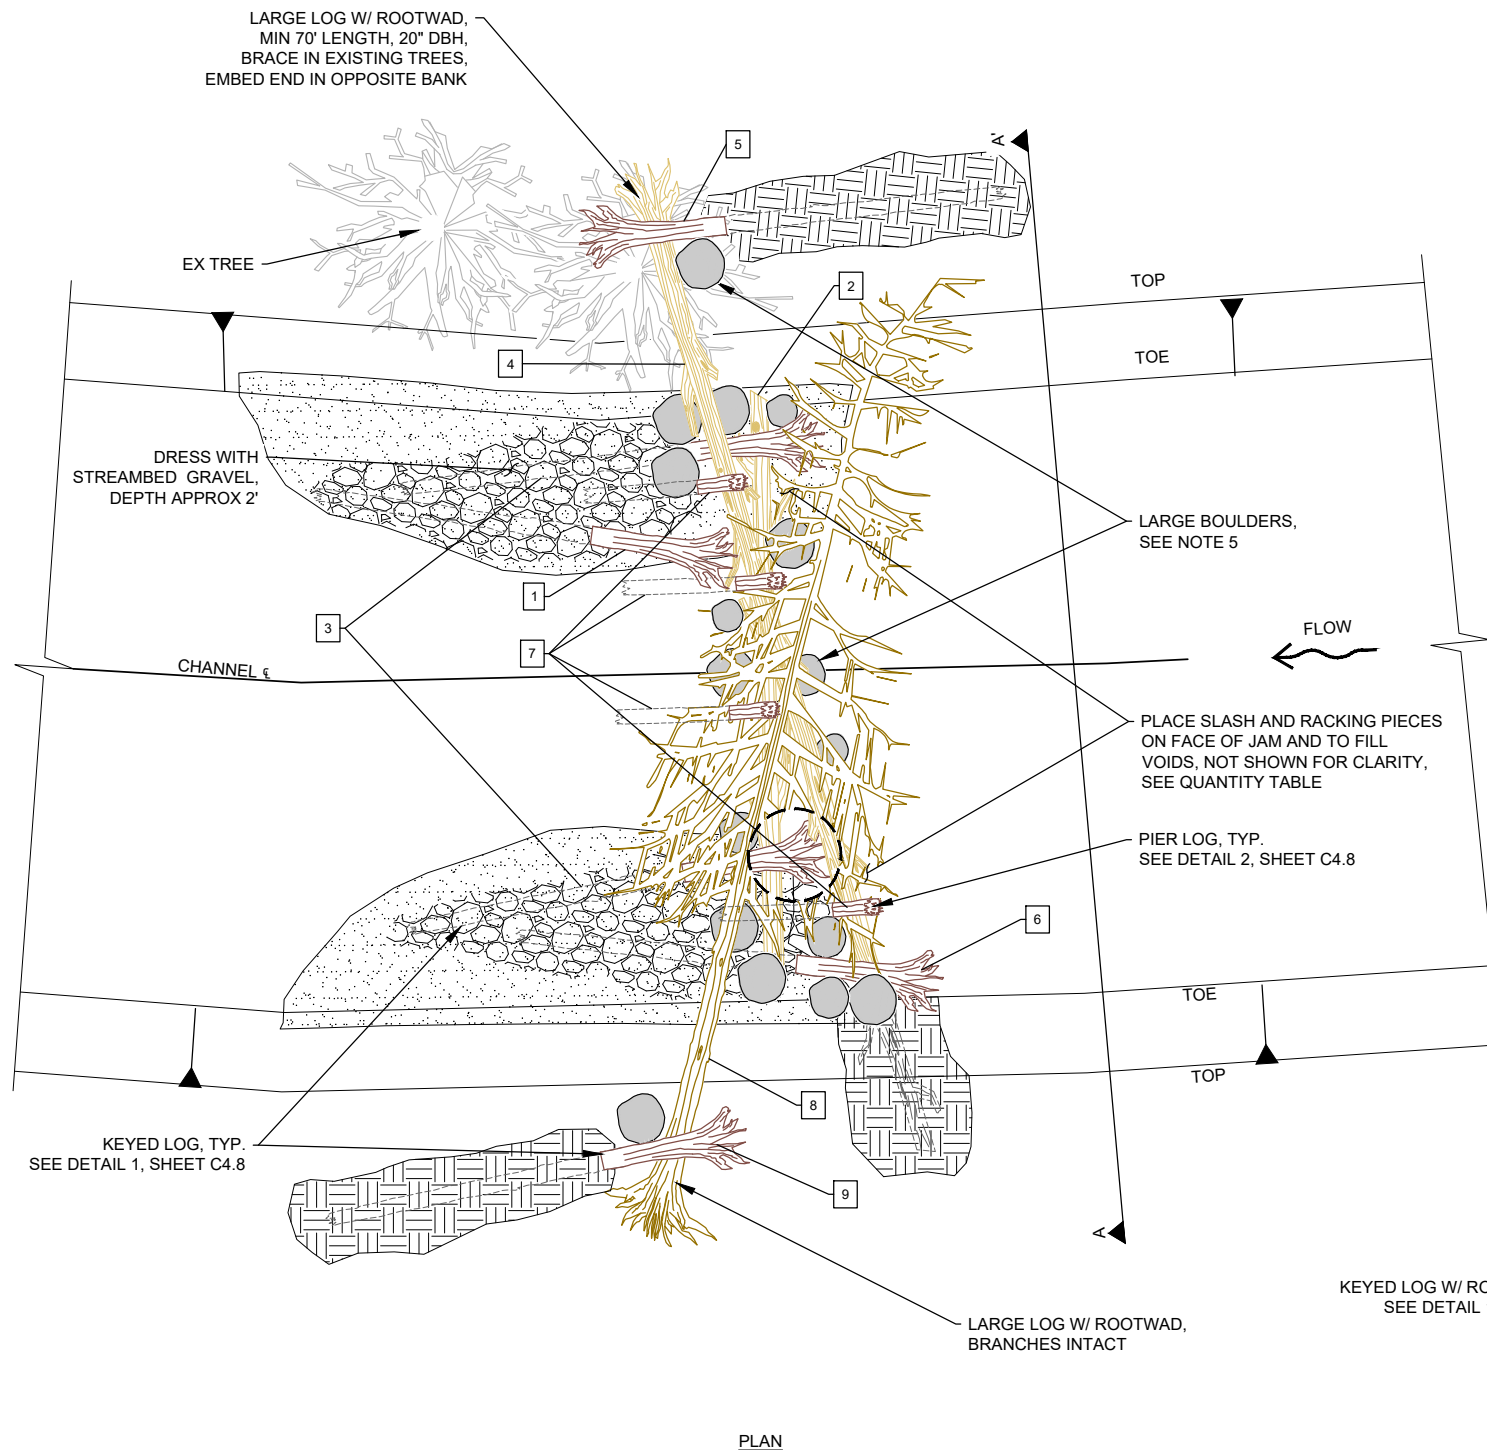 LARGE LOG W/ ROOTWAD,
MIN 70' LENGTH, 20" DBH,
BRACE IN EXISTING TREES,
EMBED END IN OPPOSITE BANK
5
A'
EX TREE
2
TOP
4
TOE
DRESS WITH
STREAMBED GRAVEL,
DEPTH APPROX 2'
LARGE BOULDERS,
SEE NOTE 5
1
3
7
FLOW
CHANNEL ℄
PLACE SLASH AND RACKING PIECES
ON FACE OF JAM AND TO FILL
VOIDS, NOT SHOWN FOR CLARITY,
SEE QUANTITY TABLE
PIER LOG, TYP.
SEE DETAIL 2, SHEET C4.8
6
TOE
TOP
8
KEYED LOG, TYP.
SEE DETAIL 1, SHEET C4.8
9
A
KEYED LOG W/
SEE DETAIL
LARGE LOG W/ ROOTWAD,
BRANCHES INTACT
PLAN